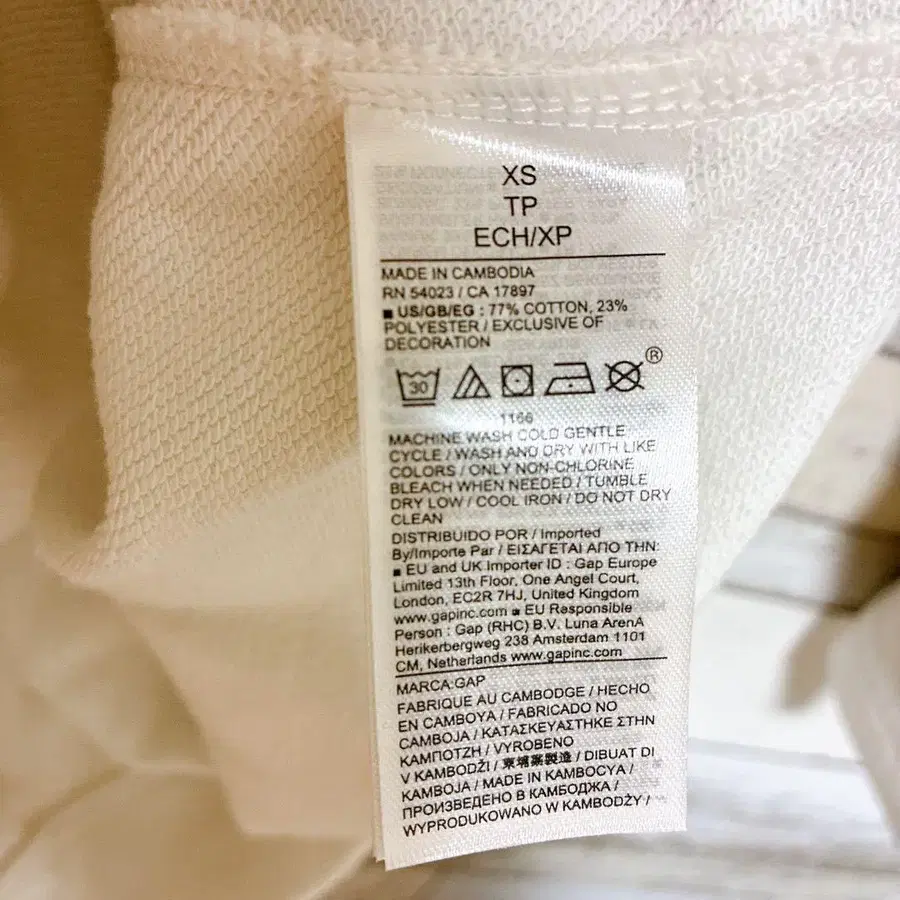 XS
TP
ECH/XP
MADE IN CAMBODIA
RN 54023 / CA 17897
■ US/GB/EG : 77% COTTON, 23%
POLYESTER / EXCLUSIVE OF
DECORATION
30
®
1166
MACHINE WASH COLD GENTLE
CYCLE / WASH AND DRY WITH LIKE
COLORS / ONLY NON-CHLORINE
BLEACH WHEN NEEDED / TUMBLE
DRY LOW / COOL IRON / DO NOT DRY
CLEAN
DISTRIBUIDO POR / Imported
By/Importe Par / ΕΙΣΑΓΕΤΑΙ ΑΠΟ ΤΗΝ:
■ EU and UK Importer ID : Gap Europe
Limited 13th Floor, One Angel Court,
London, EC2R 7HJ, United Kingdom
www.gapinc.com ■ EU Responsible
Person : Gap (RHC) B.V. Luna ArenA
Herikerbergweg 238 Amsterdam 1101
CM, Netherlands www.gapinc.com
MARCA:GAP
FABRIQUE AU CAMBODGE / HECHO
EN CAMBOYA / FABRICADO NO
CAMBOJA / ΚΑΤΑΣΚΕΥΑΣΤΗΚΕ ΣΤΗΝ
ΚΑΜΠΟΤΖΗ / VYROBENO
V KAMBODŽI / 柬埔寨製造 / DIBUAT DI
KAMBOJA / MADE IN KAMBOCYA /
ПРОИЗВЕДЕНО В КАМБОДЖА /
WYPRODUKOWANO W KAMBODŻY /